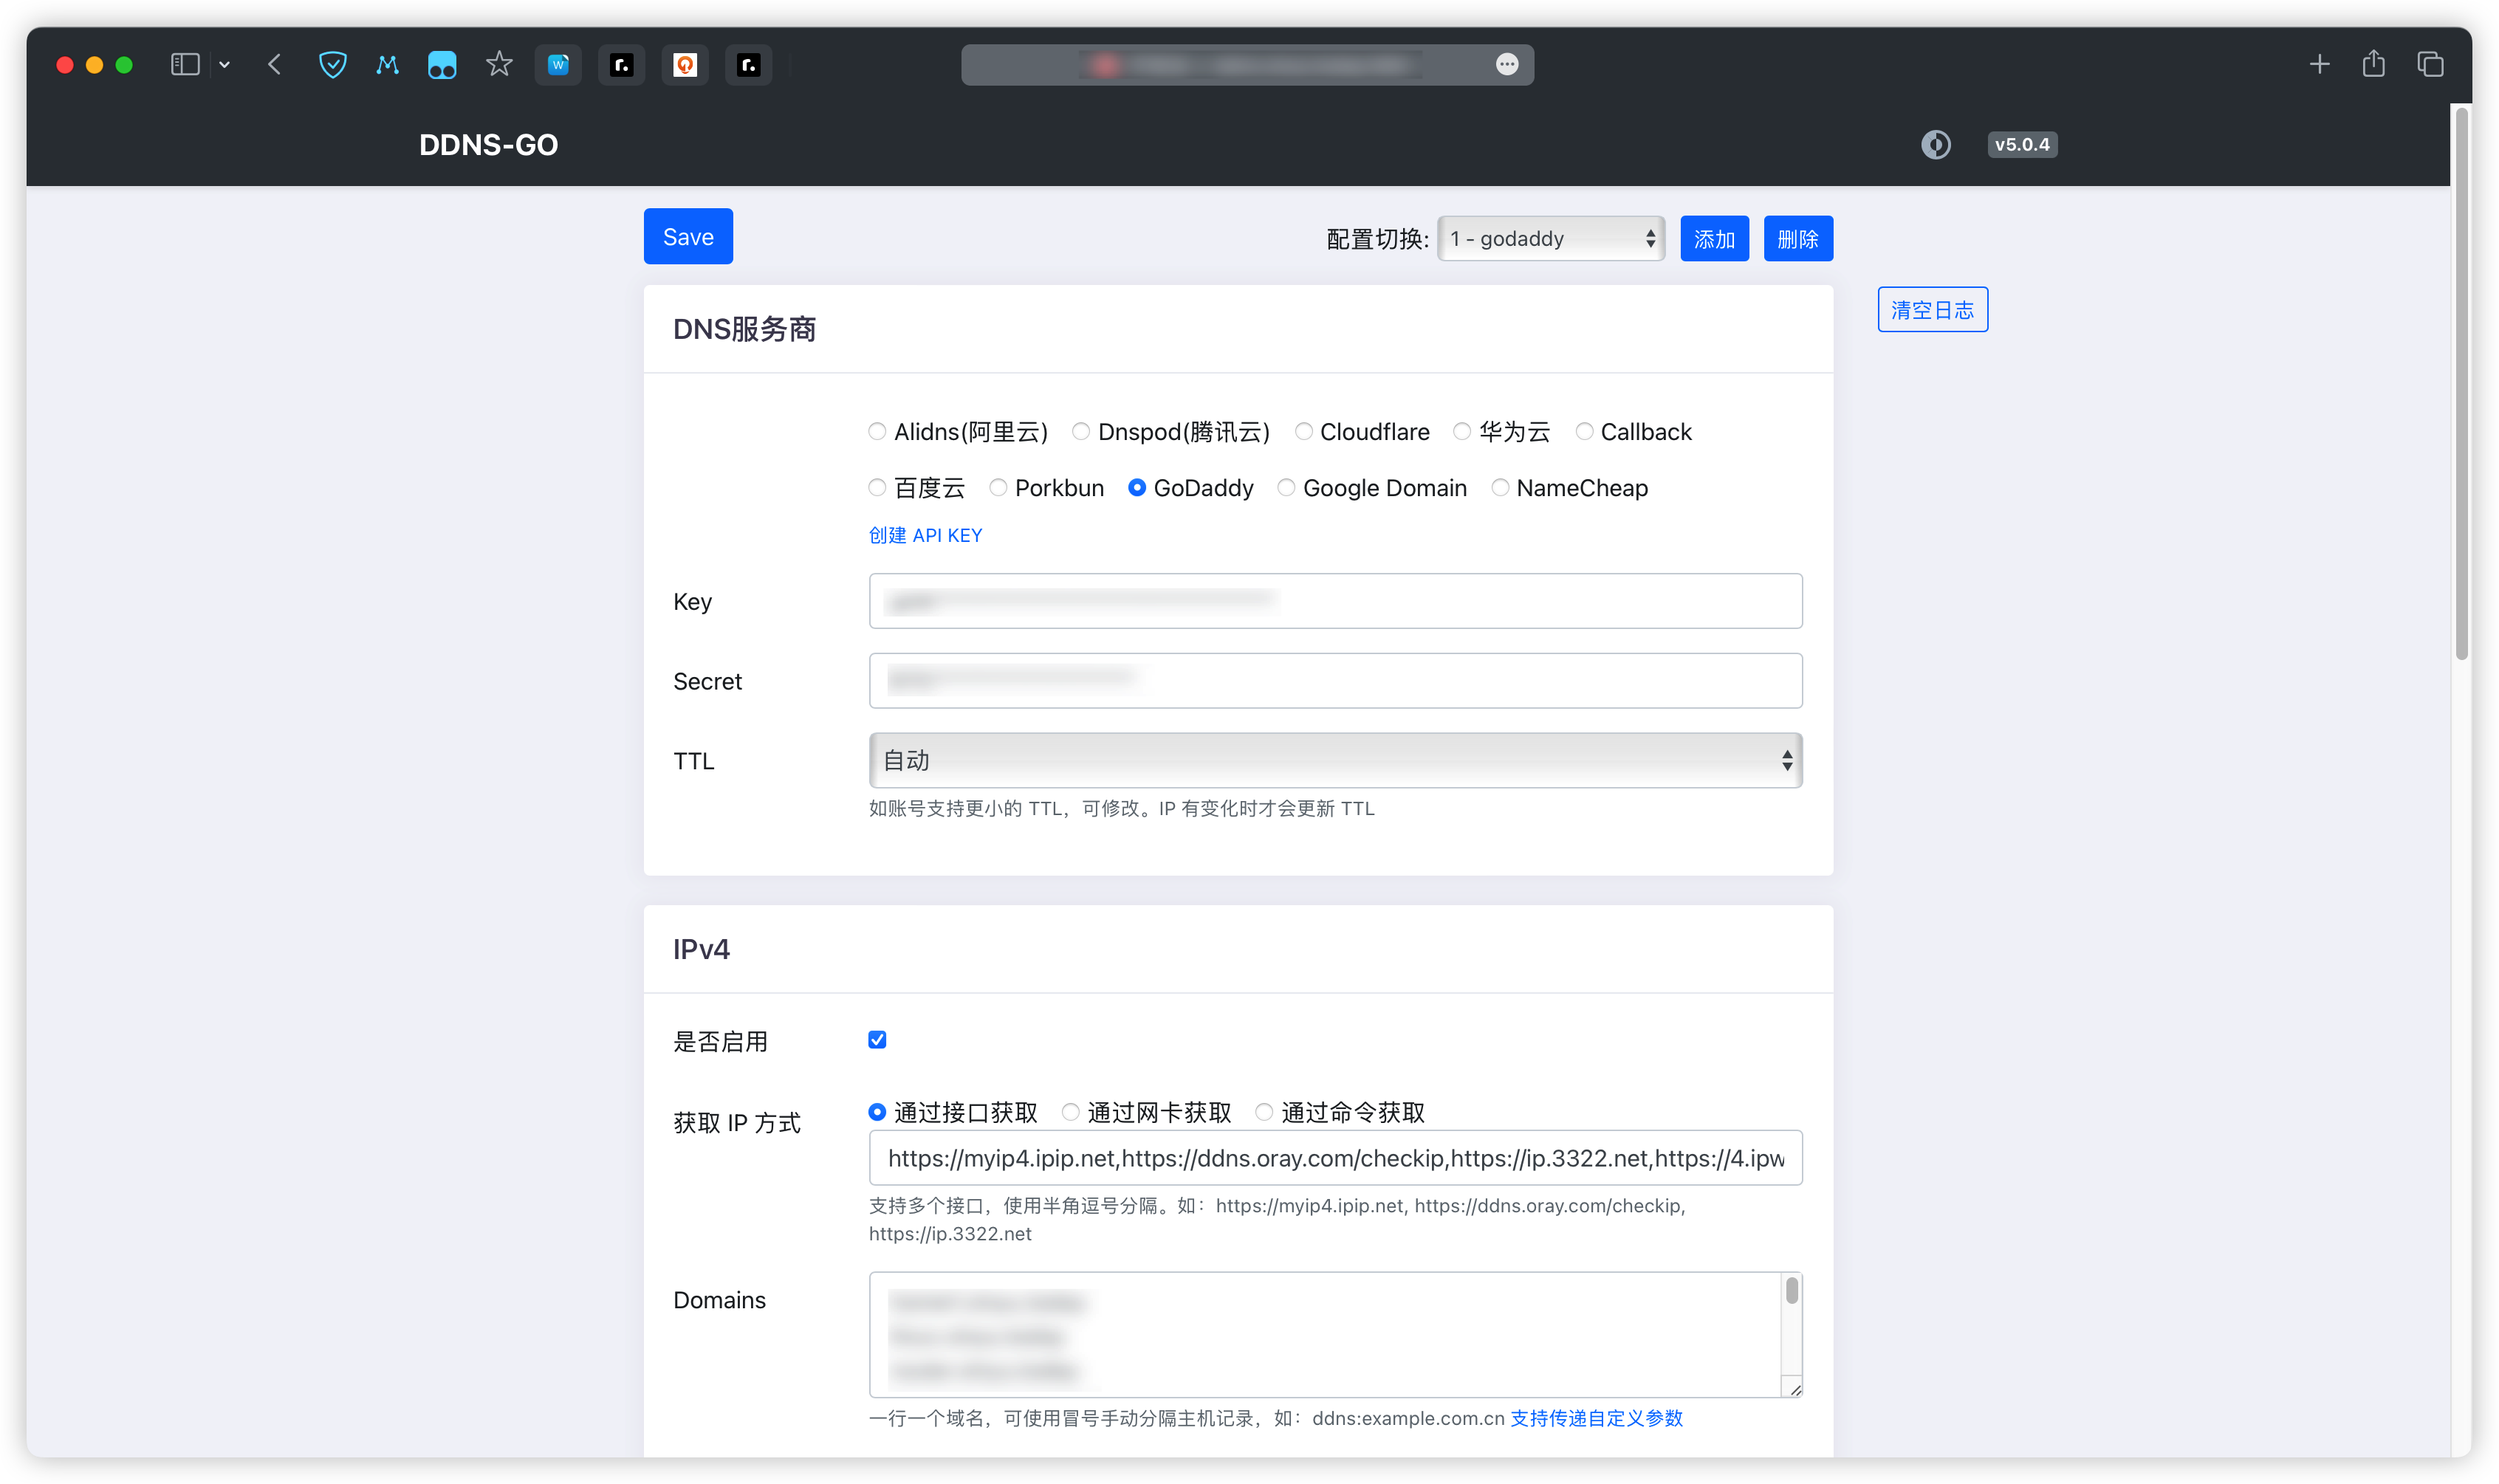 DDNS-GO
v5.0.4
Save
配置切换: 1 - godaddy 添加 删除
清空日志
DNS服务商
Alidns(阿里云) Dnspod(腾讯云) Cloudflare 华为云 Callback
百度云 Porkbun GoDaddy Google Domain NameCheap
创建 API KEY
Key
Secret
TTL 自动
如账号支持更小的 TTL，可修改。IP 有变化时才会更新 TTL
IPv4
是否启用
获取 IP 方式 通过接口获取 通过网卡获取 通过命令获取
https://myip4.ipip.net,https://ddns.oray.com/checkip,https://ip.3322.net,https://4.ipw
支持多个接口，使用半角逗号分隔。如：https://myip4.ipip.net, https://ddns.oray.com/checkip,
https://ip.3322.net
Domains
一行一个域名，可使用冒号手动分隔主机记录，如：ddns:example.com.cn 支持传递自定义参数